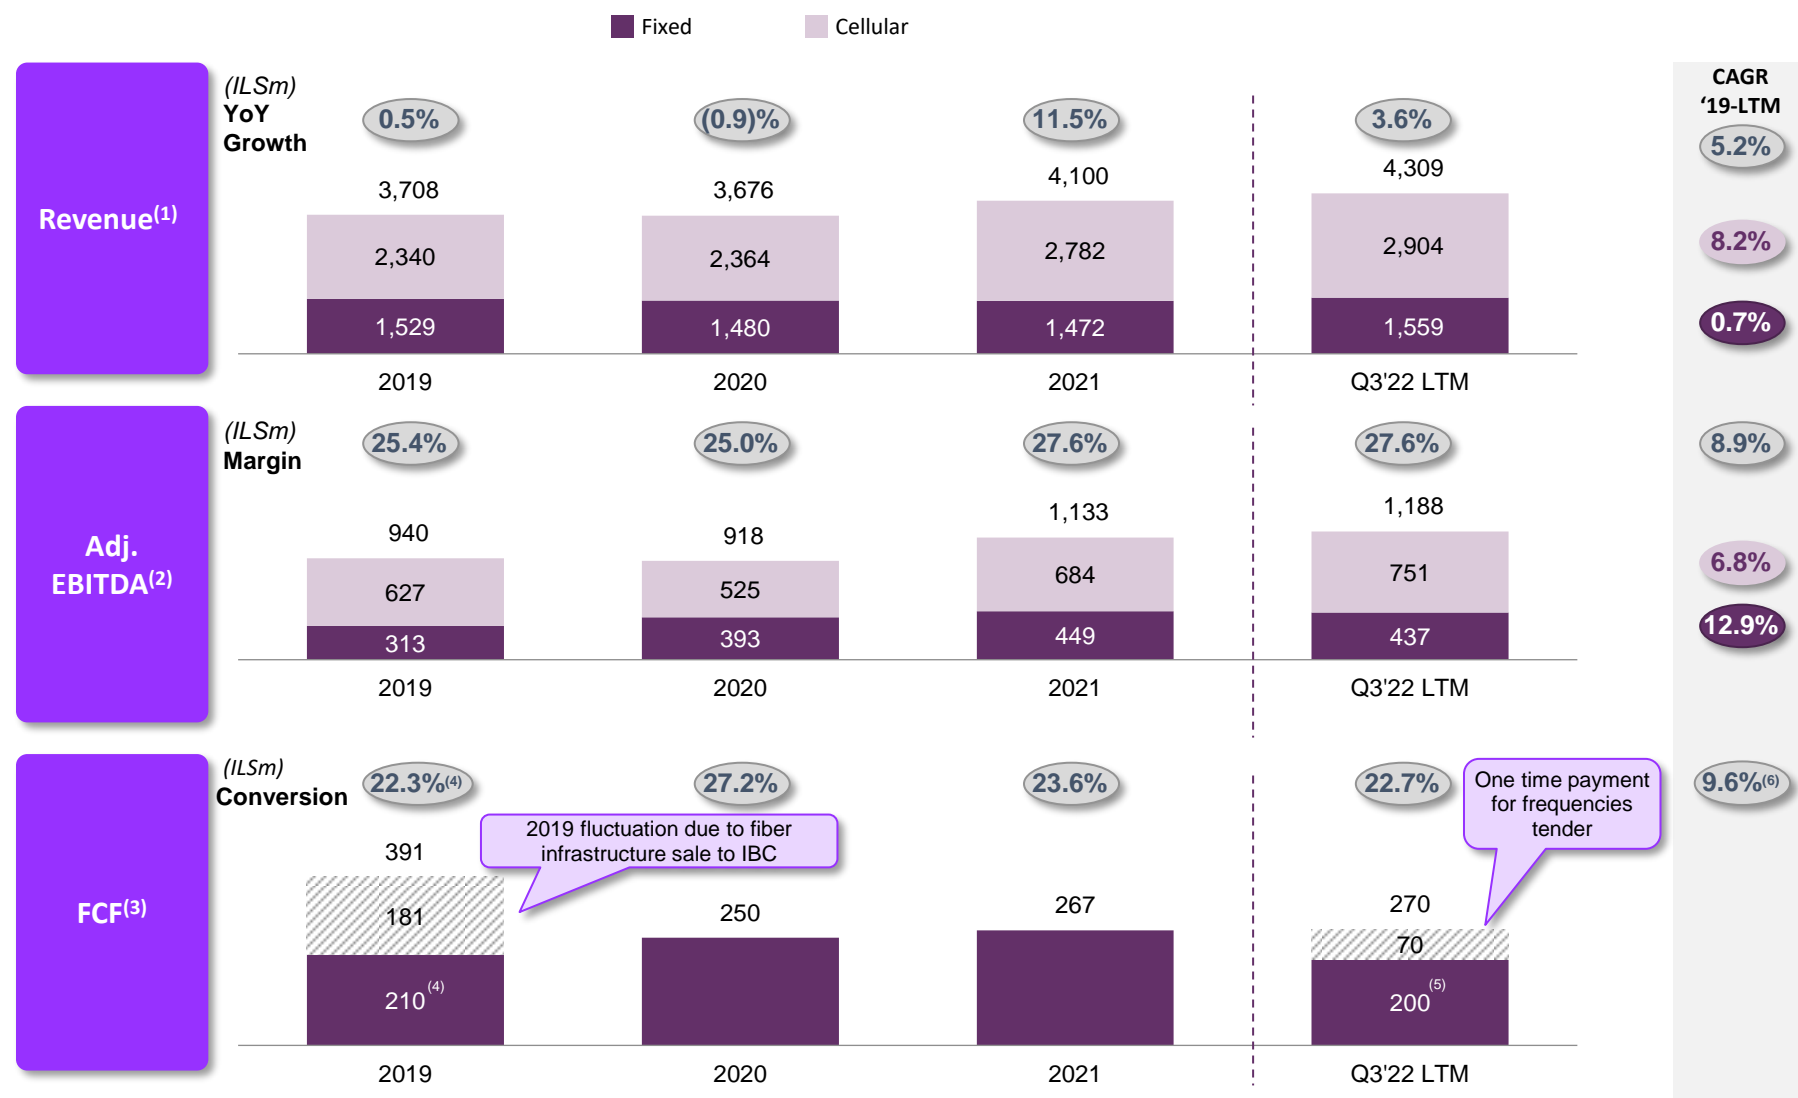 Fixed
Cellular
Revenue(1)
(ILSm)
YoY
Growth
0.5%
(0.9)%
11.5%
3.6%
CAGR
‘19-LTM
5.2%
3,708
3,676
4,100
4,309
2,340
2,364
2,782
2,904
8.2%
1,529
1,480
1,472
1,559
0.7%
2019
2020
2021
Q3'22 LTM
Adj.
EBITDA(2)
(ILSm)
Margin
25.4%
25.0%
27.6%
27.6%
8.9%
940
918
1,133
1,188
627
525
684
751
6.8%
313
393
449
437
12.9%
2019
2020
2021
Q3'22 LTM
FCF(3)
(ILSm)
Conversion
22.3%(4)
27.2%
23.6%
22.7%
One time payment
for frequencies
tender
9.6%(6)
2019 fluctuation due to fiber
infrastructure sale to IBC
391
250
267
270
181
70
210(4)
200(5)
2019
2020
2021
Q3'22 LTM